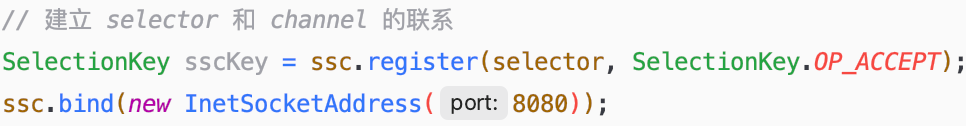 // 建立 selector 和 channel 的联系
SelectionKey sscKey = ssc.register(selector, SelectionKey.OP_ACCEPT);
ssc.bind(new InetSocketAddress( port: 8080));